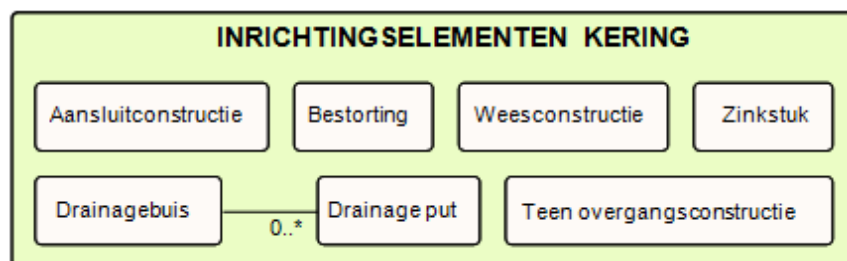 INRICHTINGSELEMENTEN KERING
Aansluitconstructie Bestorting Weesconstructie Zinkstuk
Drainagebuis 0..* Drainage put Teen overgangsconstructie